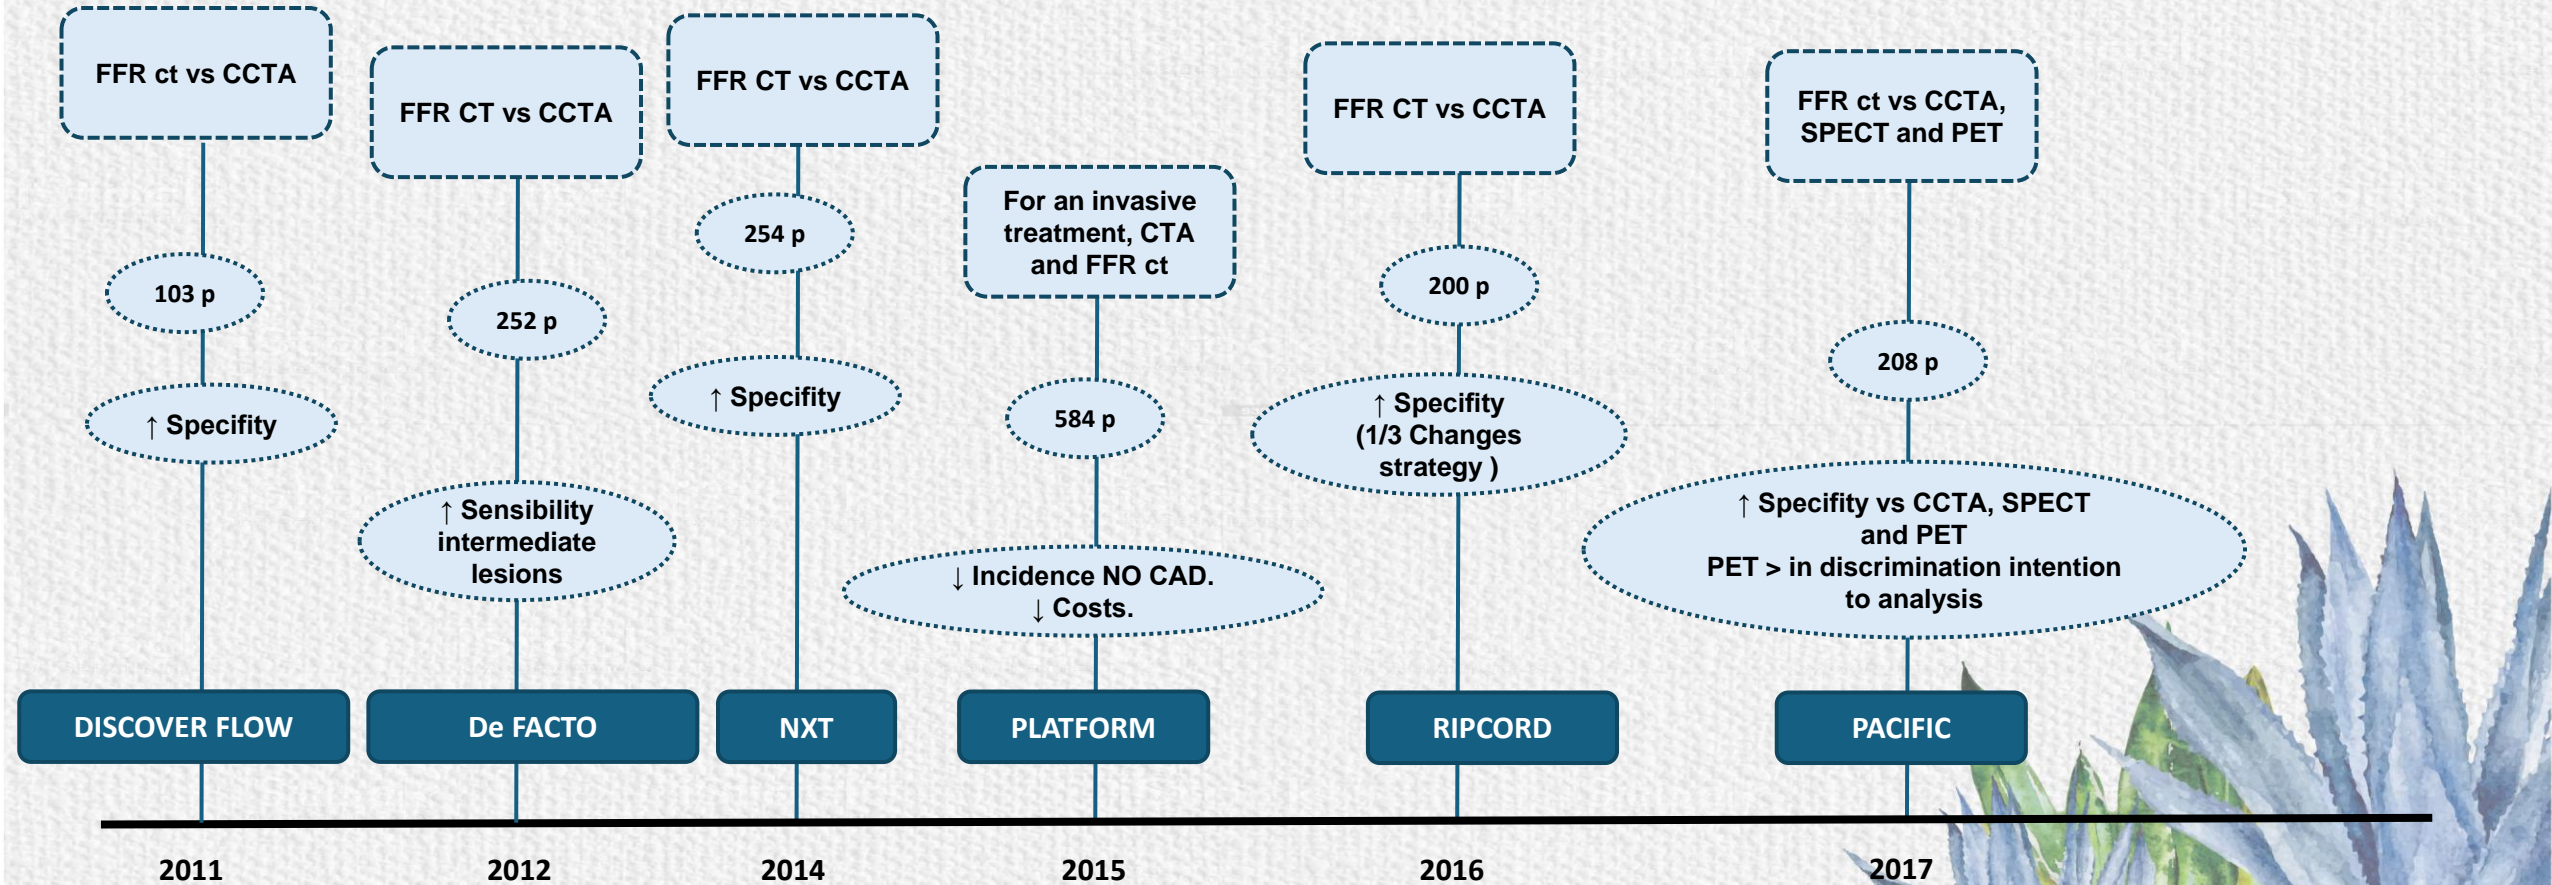 FFR ct vs CCTA
103 p
↑ Specifity
DISCOVER FLOW
2011
FFR CT vs CCTA
252 p
↑ Sensibility
intermediate
lesions
De FACTO
2012
FFR CT vs CCTA
254 p
↑ Specifity
NXT
2014
For an invasive
treatment, CTA
and FFR ct
584 p
↓ Incidence NO CAD.
↓ Costs.
PLATFORM
2015
FFR CT vs CCTA
200 p
↑ Specifity
(1/3 Changes
strategy )
RIPCORD
2016
FFR ct vs CCTA,
SPECT and PET
208 p
↑ Specifity vs CCTA, SPECT
and PET
PET > in discrimination intention
to analysis
PACIFIC
2017